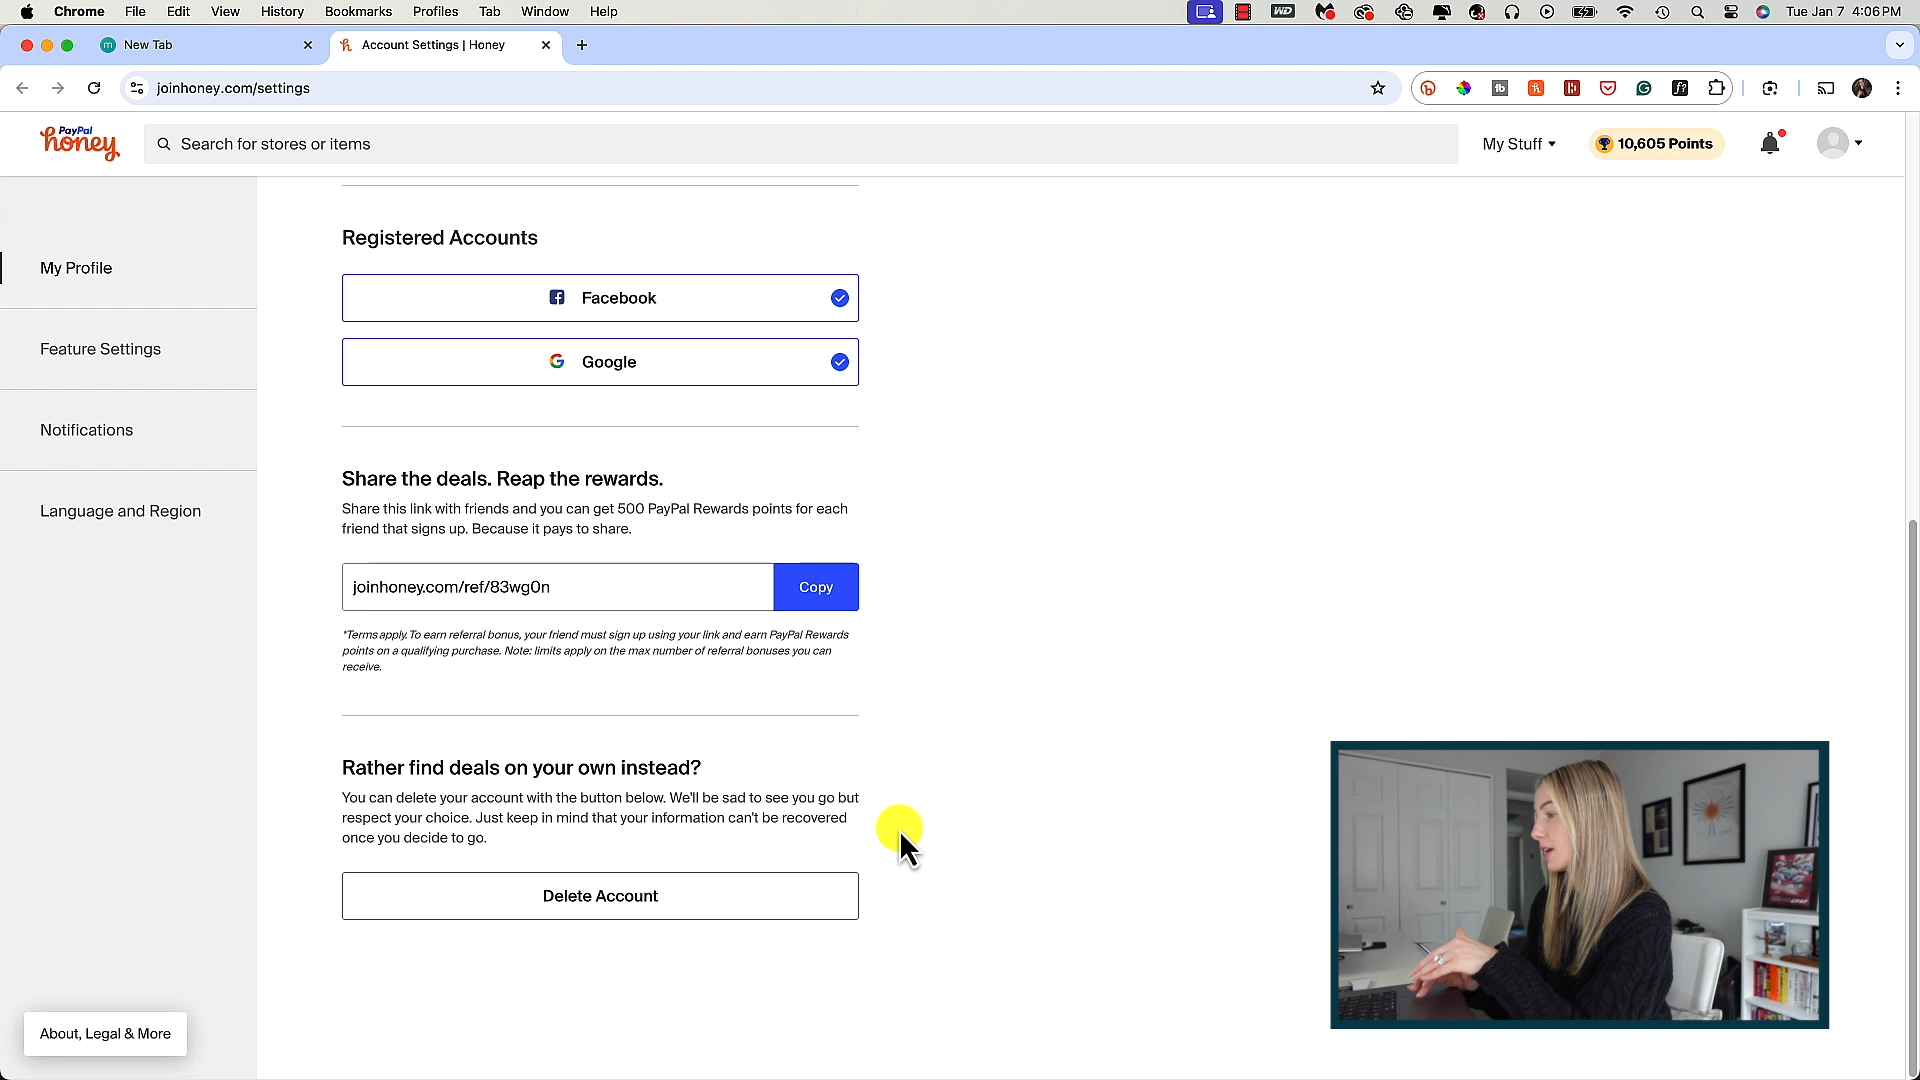 Chrome File Edit View History Bookmarks Profiles Tab Window Help WD Tue Jan 7 4:06 PM
m New Tab Account Settings | Honey
joinhoney.com/settings
PayPal
honey
Search for stores or items
My Stuff
10,605 Points
My Profile
Feature Settings
Notifications
Language and Region
About, Legal & More
Registered Accounts
Facebook
Google
Share the deals. Reap the rewards.
Share this link with friends and you can get 500 PayPal Rewards points for each
friend that signs up. Because it pays to share.
joinhoney.com/ref/83wg0n
Copy
*Terms apply. To earn referral bonus, your friend must sign up using your link and earn PayPal Rewards
points on a qualifying purchase. Note: limits apply on the max number of referral bonuses you can
receive.
Rather find deals on your own instead?
You can delete your account with the button below. We'll be sad to see you go but
respect your choice. Just keep in mind that your information can't be recovered
once you decide to go.
Delete Account